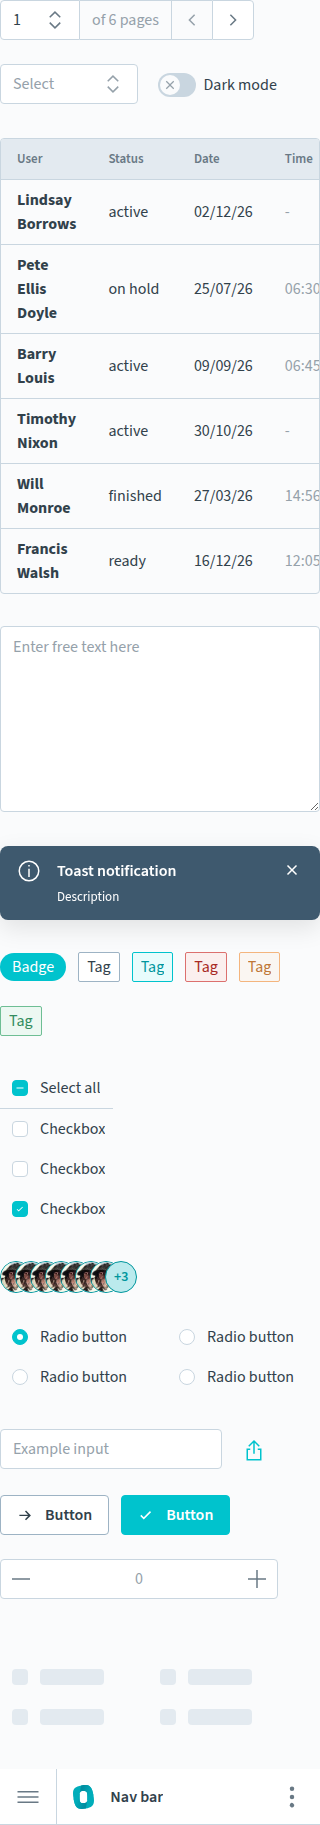 1 of 6 pages
Select Dark mode
User Status Date Time
Lindsay
Borrows active 02/12/26 -
Pete
Ellis
Doyle on hold 25/07/26 06:30
Barry
Louis active 09/09/26 06:45
Timothy
Nixon active 30/10/26 -
Will
Monroe finished 27/03/26 14:56
Francis
Walsh ready 16/12/26 12:05
Enter free text here
Toast notification
Description
Badge Tag Tag Tag Tag
Tag
Select all
Checkbox
Checkbox
Checkbox
+3
Radio button Radio button
Radio button Radio button
Example input
Button Button
0
Nav bar